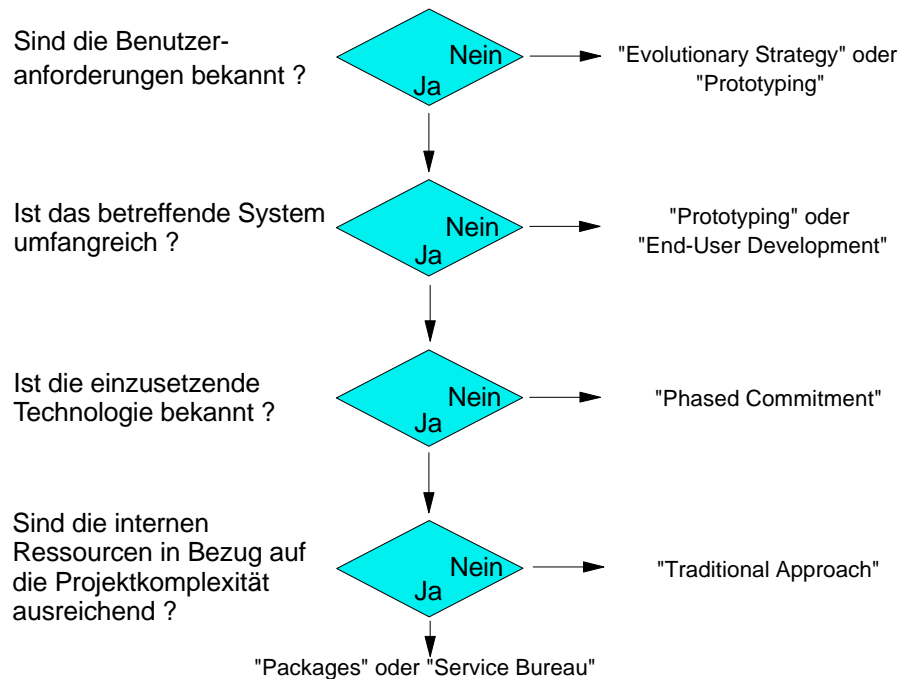 Sind die Benutzer-
anforderungen bekannt ?
Nein
Ja
"Evolutionary Strategy" oder
"Prototyping"
Ist das betreffende System
umfangreich ?
Nein
Ja
"Prototyping" oder
"End-User Development"
Ist die einzusetzende
Technologie bekannt ?
Nein
Ja
"Phased Commitment"
Sind die internen
Ressourcen in Bezug auf
die Projektkomplexität
ausreichend ?
Nein
Ja
"Traditional Approach"
"Packages" oder "Service Bureau"